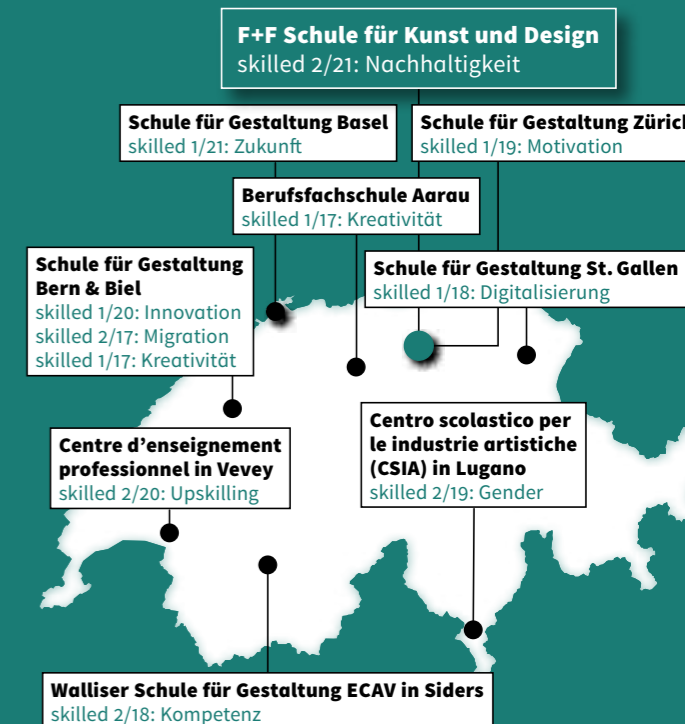 F+F Schule für Kunst und Design
skilled 2/21: Nachhaltigkeit
Schule für Gestaltung Basel
skilled 1/21: Zukunft
Schule für Gestaltung Züric
skilled 1/19: Motivation
Berufsfachschule Aarau
skilled 1/17: Kreativität
Schule für Gestaltung
Bern & Biel
skilled 1/20: Innovation
skilled 2/17: Migration
skilled 1/17: Kreativität
Schule für Gestaltung St. Gallen
skilled 1/18: Digitalisierung
Centre d’enseignement
professionnel in Vevey
skilled 2/20: Upskilling
Centro scolastico per
le industrie artistiche
(CSIA) in Lugano
skilled 2/19: Gender
Walliser Schule für Gestaltung ECAV in Siders
skilled 2/18: Kompetenz